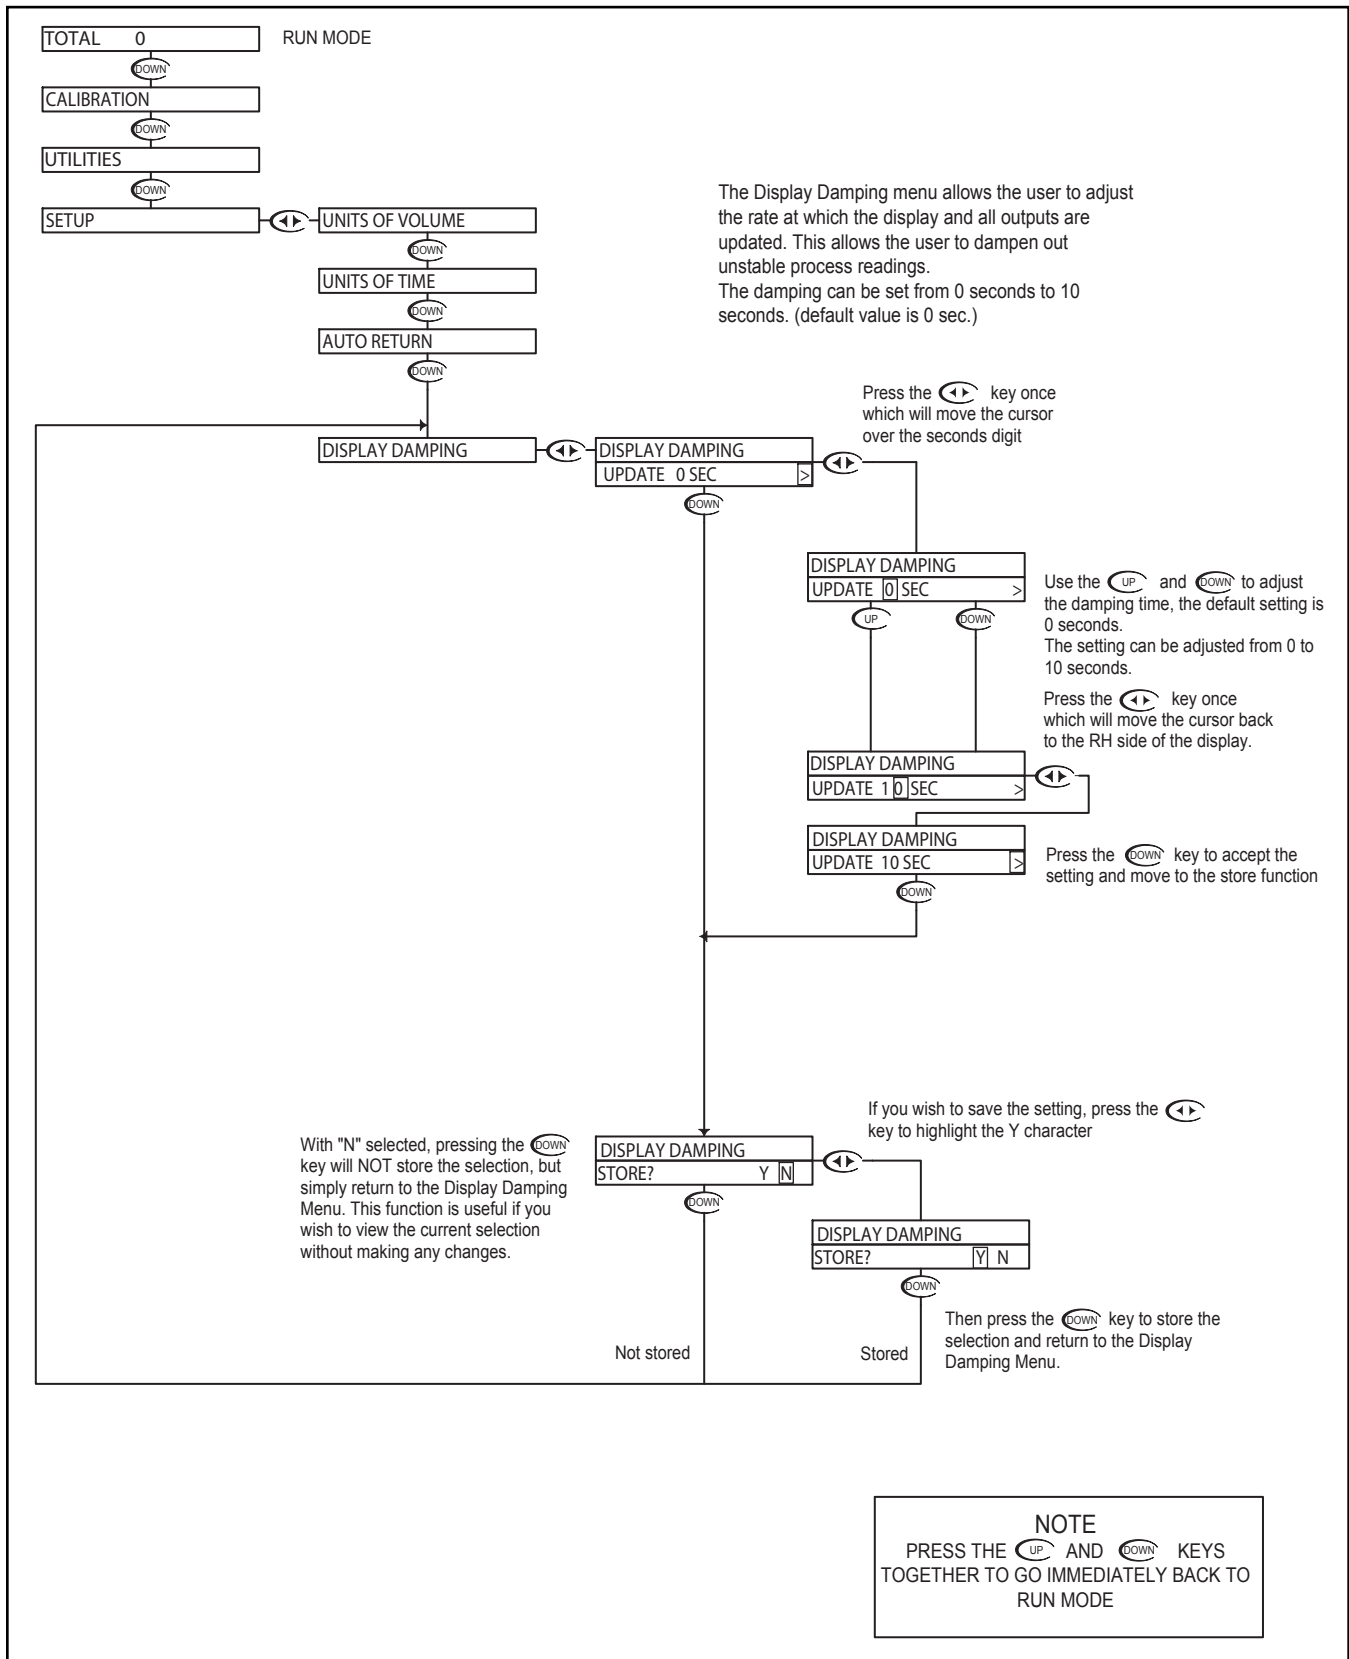 TOTAL 0
RUN MODE
DOWN
CALIBRATION
DOWN
UTILITIES
DOWN
SETUP
UNITS OF VOLUME
DOWN
UNITS OF TIME
DOWN
AUTO RETURN
DOWN
The Display Damping menu allows the user to adjust
the rate at which the display and all outputs are
updated. This allows the user to dampen out
unstable process readings.
The damping can be set from 0 seconds to 10
seconds. (default value is 0 sec.)
Press the key once
which will move the cursor
over the seconds digit
DISPLAY DAMPING
DISPLAY DAMPING
UPDATE 0 SEC >
DOWN
DISPLAY DAMPING
UPDATE 0 SEC >
UP DOWN
Use the UP and DOWN to adjust
the damping time, the default setting is
0 seconds.
The setting can be adjusted from 0 to
10 seconds.
Press the key once
which will move the cursor back
to the RH side of the display.
DISPLAY DAMPING
UPDATE 10 SEC >
DISPLAY DAMPING
UPDATE 10 SEC >
DOWN
Press the DOWN key to accept the
setting and move to the store function
If you wish to save the setting, press the
key to highlight the Y character
With "N" selected, pressing the DOWN
key will NOT store the selection, but
simply return to the Display Damping
Menu. This function is useful if you
wish to view the current selection
without making any changes.
DISPLAY DAMPING
STORE? Y N
DOWN
DISPLAY DAMPING
STORE? Y N
DOWN
Then press the DOWN key to store the
selection and return to the Display
Damping Menu.
Not stored
Stored
NOTE
PRESS THE UP AND DOWN KEYS
TOGETHER TO GO IMMEDIATELY BACK TO
RUN MODE